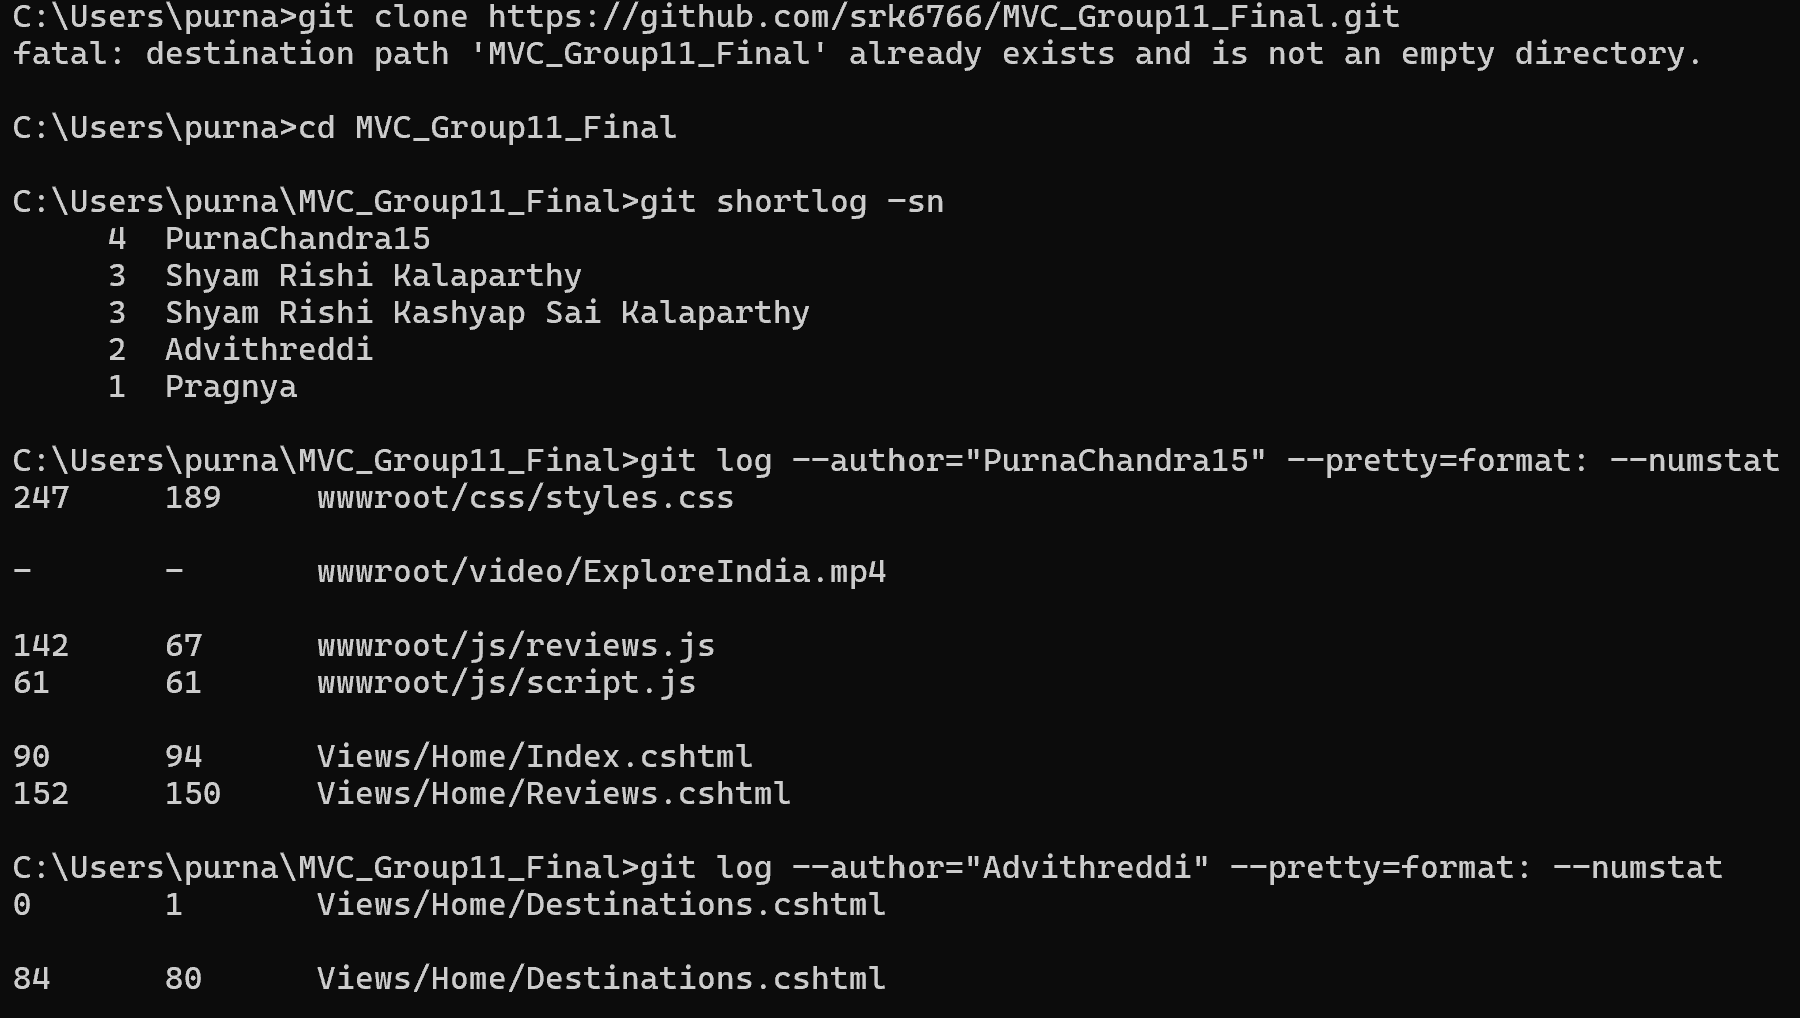 C:\Users\purna>git clone https://github.com/srk6766/MVC_Group11_Final.git
fatal: destination path 'MVC_Group11_Final' already exists and is not an empty directory.
C:\Users\purna>cd MVC_Group11_Final
C:\Users\purna\MVC_Group11_Final>git shortlog -sn
4 PurnaChandra15
3 Shyam Rishi Kalaparthy
3 Shyam Rishi Kashyap Sai Kalaparthy
2 Advithreddi
1 Pragnya
C:\Users\purna\MVC_Group11_Final>git log --author="PurnaChandra15" --pretty=format: --numstat
247 189 wwwroot/css/styles.css
- - wwwroot/video/ExploreIndia.mp4
142 67 wwwroot/js/reviews.js
61 61 wwwroot/js/script.js
90 94 Views/Home/Index.cshtml
152 150 Views/Home/Reviews.cshtml
C:\Users\purna\MVC_Group11_Final>git log --author="Advithreddi" --pretty=format: --numstat
0 1 Views/Home/Destinations.cshtml
84 80 Views/Home/Destinations.cshtml